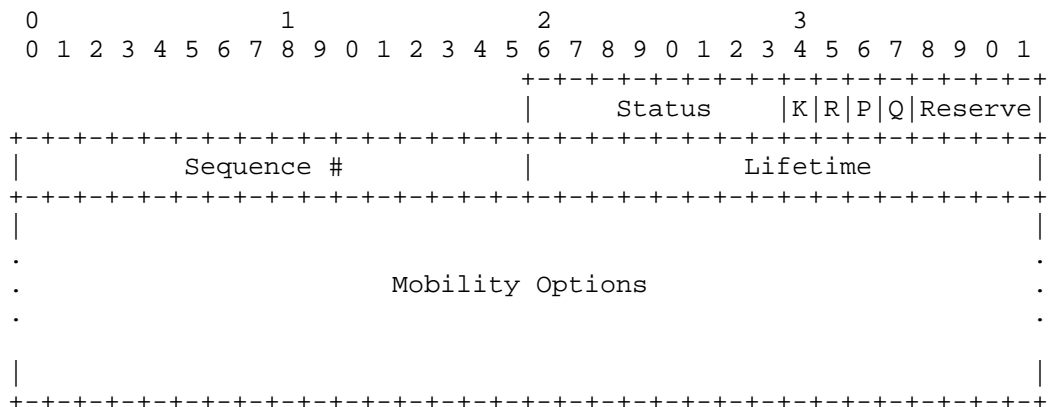 0 1 2 3
0 1 2 3 4 5 6 7 8 9 0 1 2 3 4 5 6 7 8 9 0 1 2 3 4 5 6 7 8 9 0 1
+-+-+-+-+-+-+-+-+-+-+-+-+-+-+-+-+
| Status |K|R|P|Q|Reserve|
+-+-+-+-+-+-+-+-+-+-+-+-+-+-+-+-+-+-+-+-+-+-+-+-+-+-+-+-+-+-+-+-+
| Sequence # | Lifetime |
+-+-+-+-+-+-+-+-+-+-+-+-+-+-+-+-+-+-+-+-+-+-+-+-+-+-+-+-+-+-+-+-+
| |
. .
. Mobility Options .
. .
| |
+-+-+-+-+-+-+-+-+-+-+-+-+-+-+-+-+-+-+-+-+-+-+-+-+-+-+-+-+-+-+-+-+